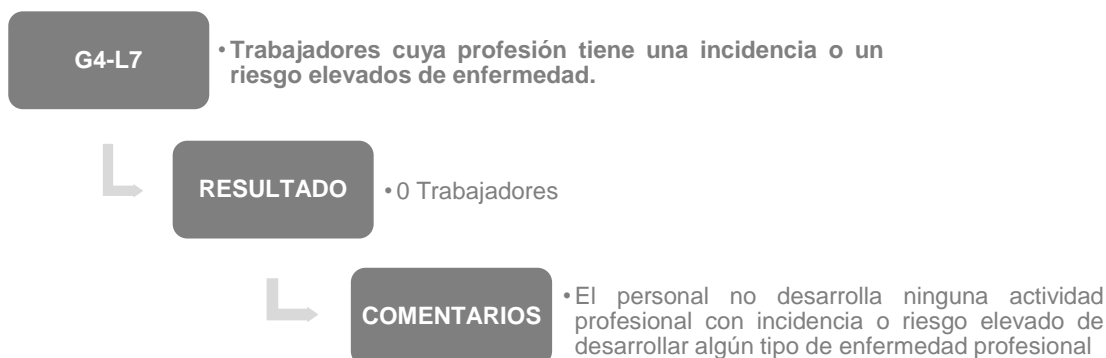 G4-L7
• Trabajadores cuya profesión tiene una incidencia o un
riesgo elevados de enfermedad.
RESULTADO
• 0 Trabajadores
COMENTARIOS
• El personal no desarrolla ninguna actividad
profesional con incidencia o riesgo elevado de
desarrollar algún tipo de enfermedad profesional